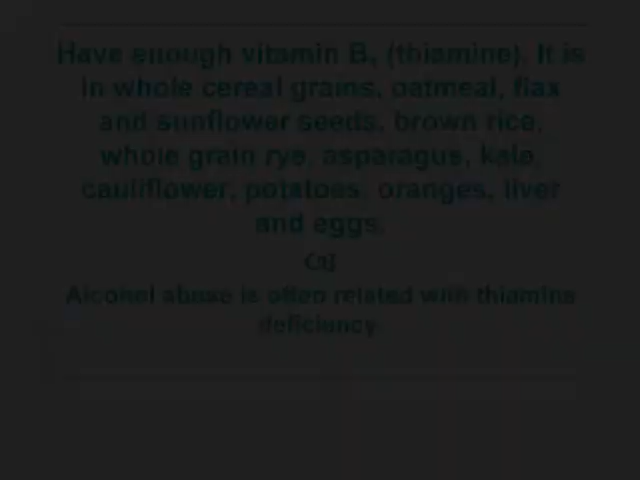 Have enough vitamin B₁ (thiamine). It is
in whole cereal grains, oatmeal, flax
and sunflower seeds, brown rice,
whole grain rye, asparagus, kale,
cauliflower, potatoes, oranges, liver
and eggs.
Alcohol abuse is often related with thiamine
deficiency